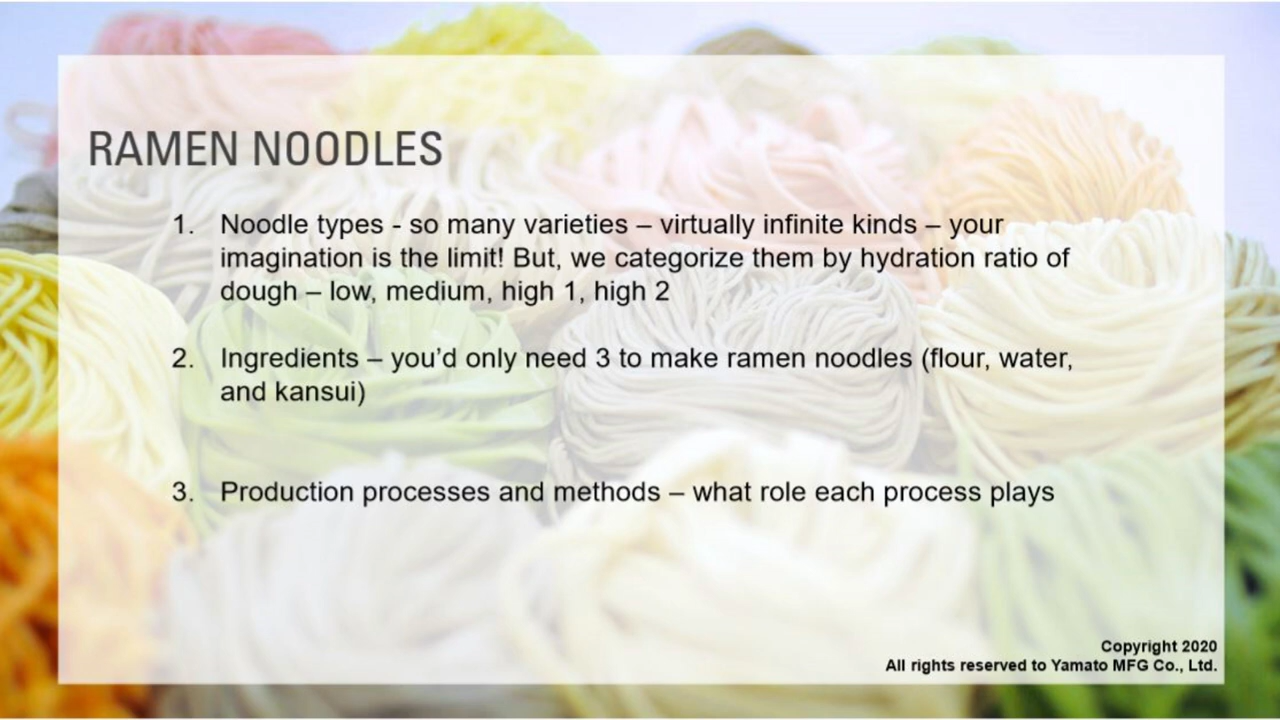 RAMEN NOODLES
1. Noodle types - so many varieties – virtually infinite kinds – your
imagination is the limit! But, we categorize them by hydration ratio of
dough – low, medium, high 1, high 2
2. Ingredients – you’d only need 3 to make ramen noodles (flour, water,
and kansui)
3. Production processes and methods – what role each process plays
Copyright 2020
All rights reserved to Yamato MFG Co., Ltd.